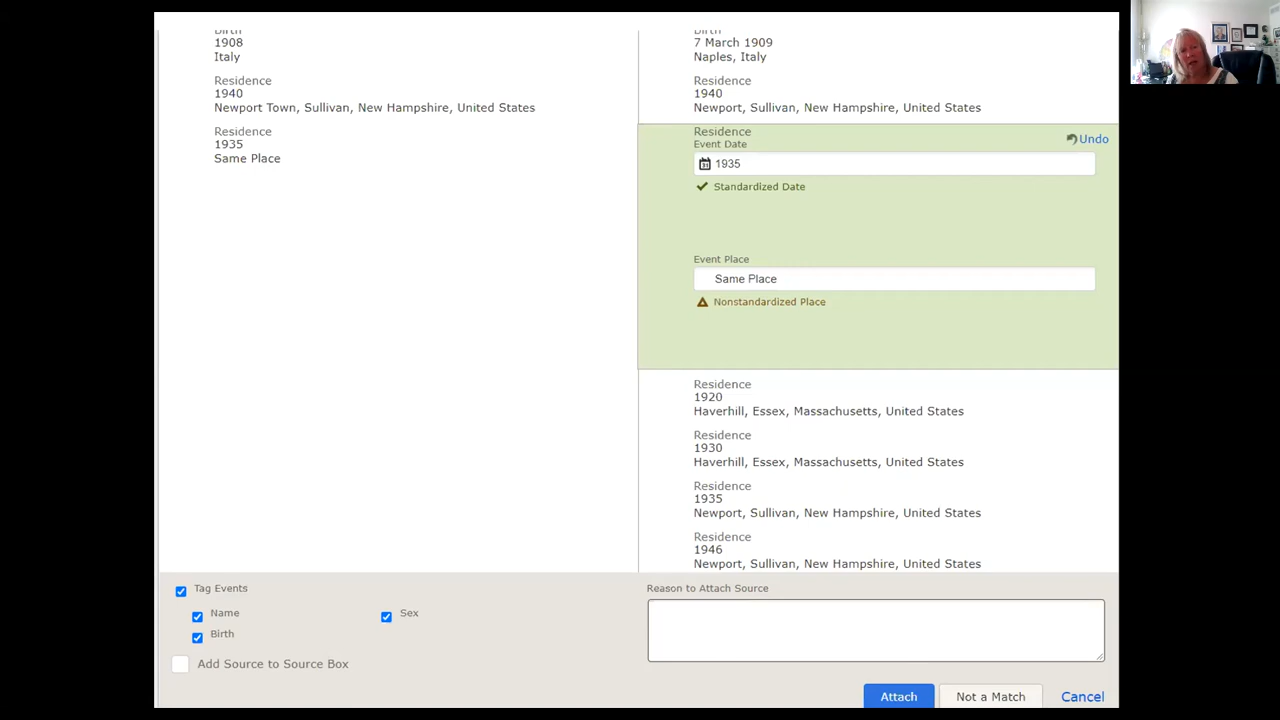 Birth
1908
Italy
Residence
1940
Newport Town, Sullivan, New Hampshire, United States
Residence
1935
Same Place
Birth
7 March 1909
Naples, Italy
Residence
1940
Newport, Sullivan, New Hampshire, United States
Residence
Undo
Event Date
1935
Standardized Date
Event Place
Same Place
Nonstandardized Place
Residence
1920
Haverhill, Essex, Massachusetts, United States
Residence
1930
Haverhill, Essex, Massachusetts, United States
Residence
1935
Newport, Sullivan, New Hampshire, United States
Residence
1946
Newport, Sullivan, New Hampshire, United States
Tag Events
Name
Sex
Birth
Add Source to Source Box
Reason to Attach Source
Attach
Not a Match
Cancel